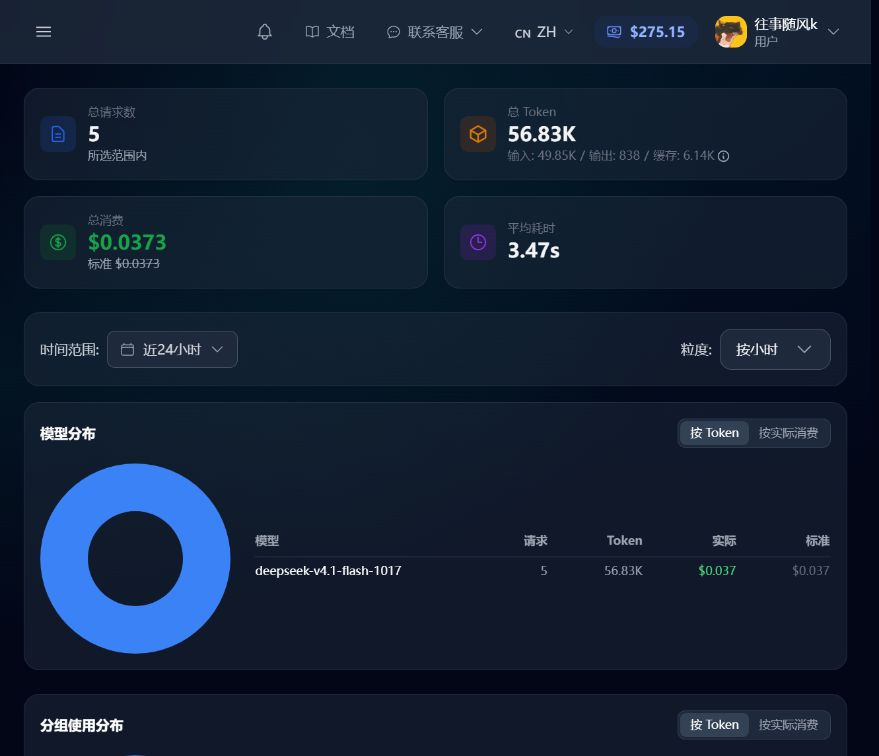 文档 联系客服 CN ZH $275.15 往事随风k
用户
总请求数
5
所选范围内
总 Token
56.83K
输入: 49.85K / 输出: 838 / 缓存: 6.14K
总消费
$0.0373
标准 $0.0373
平均耗时
3.47s
时间范围: 近24小时 粒度: 按小时
模型分布 按 Token 按实际消费
模型 请求 Token 实际 标准
deepseek-v4.1-flash-1017 5 56.83K $0.037 $0.037
分组使用分布 按 Token 按实际消费